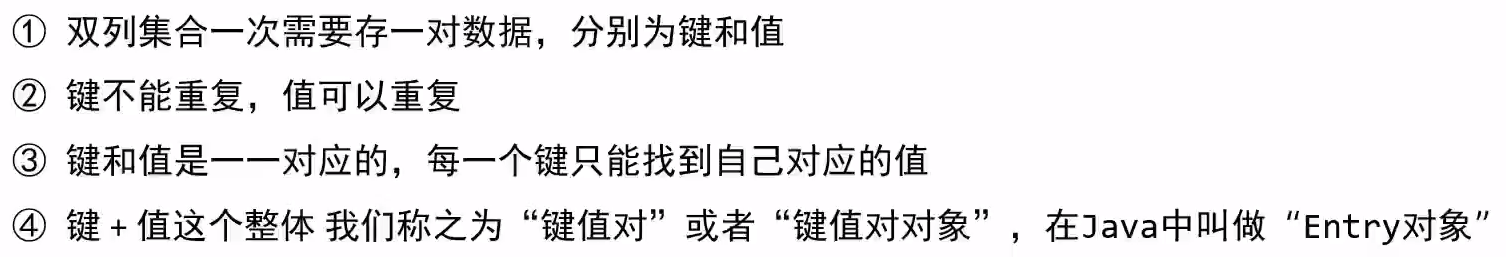 ① 双列集合一次需要存一对数据，分别为键和值
② 键不能重复，值可以重复
③ 键和值是一一对应的，每一个键只能找到自己对应的值
④ 键 + 值这个整体 我们称之为“键值对”或者“键值对对象”，在Java中叫做“Entry对象”